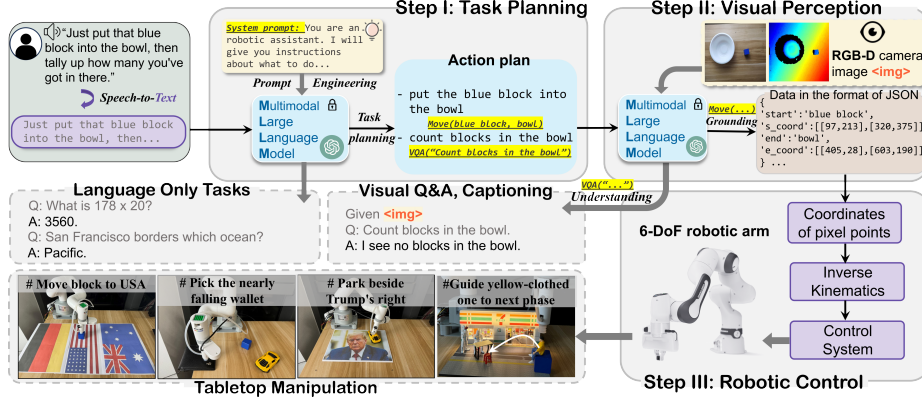 Step I: Task Planning
Step II: Visual Perception
“Just put that blue
block into the bowl, then
tally up how many you've
got in there.”
Speech-to-Text
Just put that blue block
into the bowl, then...
System prompt: You are an
robotic assistant. I will
give you instructions
about what to do...
Prompt Engineering
Multimodal
Large
Language
Model
Task
planning
Action plan
- put the blue block into
the bowl
Move(blue block, bowl)
- count blocks in the bowl
VQA(“Count blocks in the bowl”)
Multimodal
Large
Language
Model
RGB-D camera
image <img>
Move(...)
Grounding
Data in the format of JSON
{
'start':'blue block',
's_coord':[[97,213],[320,375]]
'end':'bowl',
'e_coord':[[405,28],[603,190]]
} ...
VQA(“...”)
Understanding
Language Only Tasks
Q: What is 178 x 20?
A: 3560.
Q: San Francisco borders which ocean?
A: Pacific.
Visual Q&A, Captioning
Given <img>
Q: Count blocks in the bowl.
A: I see no blocks in the bowl.
6-DoF robotic arm
Coordinates
of pixel points
Inverse
Kinematics
Control
System
Step III: Robotic Control
# Move block to USA
# Pick the nearly
falling wallet
# Park beside
Trump's right
#Guide yellow-clothed
one to next phase
Tabletop Manipulation